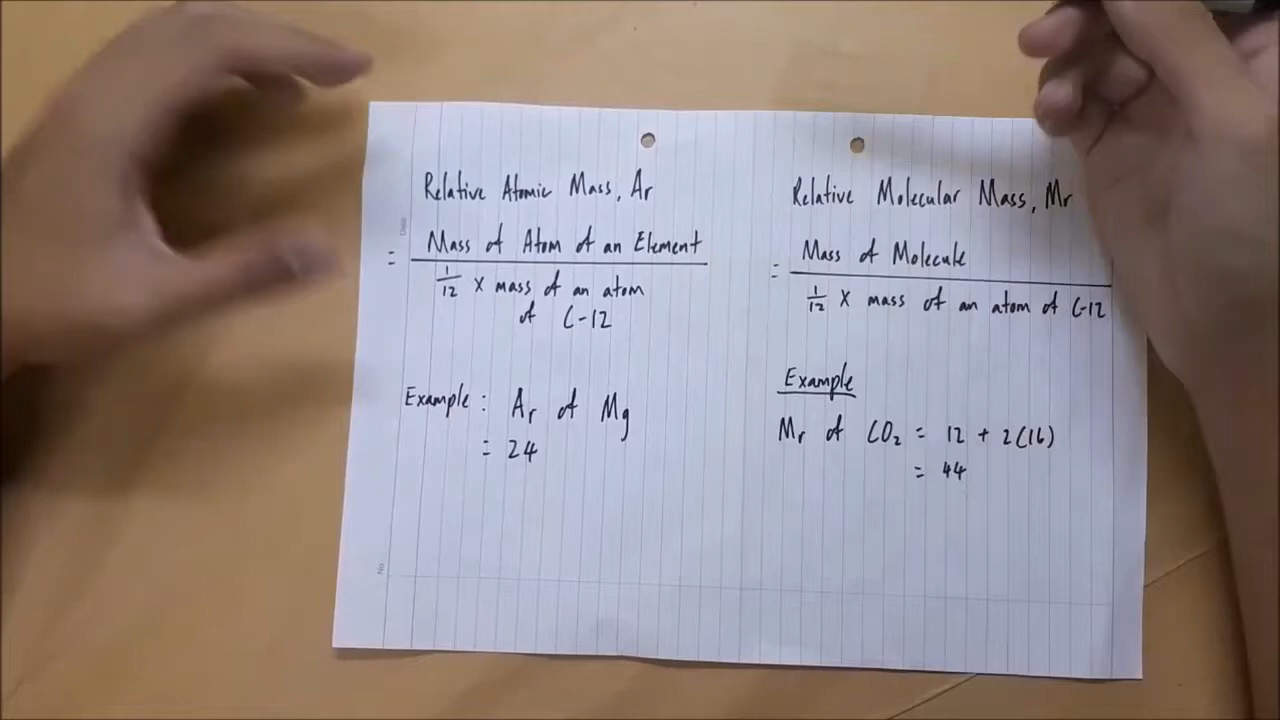 Relative Atomic Mass, Ar
= Mass of Atom of an Element
1/12 x mass of an atom
of C-12
Example: Ar of Mg
= 24
Relative Molecular Mass, Mr
= Mass of Molecule
1/12 x mass of an atom of C-12
Example
Mr of CO₂ = 12 + 2(16)
= 44
Date
No